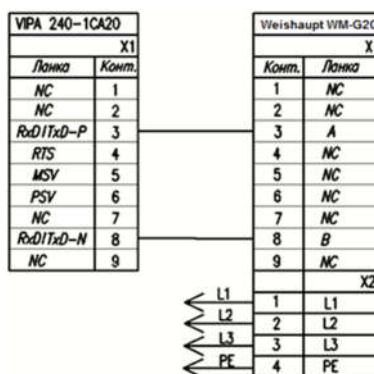 VIPA 240-1CA20
X1
Ланка Конт.
NC 1
NC 2
RxD/TxD-P 3
RTS 4
MSV 5
PSV 6
NC 7
RxD/TxD-N 8
NC 9
Weishaupt WM-G20
X
Конт. Ланка
1 NC
2 NC
3 A
4 NC
5 NC
6 NC
7 NC
8 B
9 NC
X2
L1 1 L1
L2 2 L2
L3 3 L3
PE 4 PE